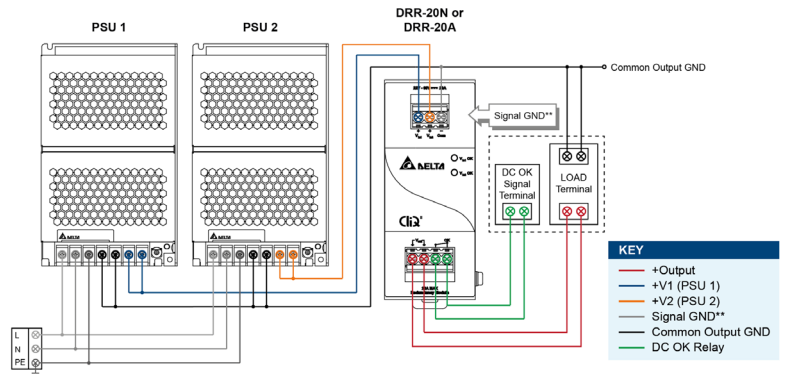 PSU 1
PSU 2
DRR-20N or
DRR-20A
Common Output GND
Signal GND**
DELTA
DC OK
Signal
Terminal
LOAD
Terminal
CliQ
DELTA
DELTA
L
N
PE
KEY
+Output
+V1 (PSU 1)
+V2 (PSU 2)
Signal GND**
Common Output GND
DC OK Relay